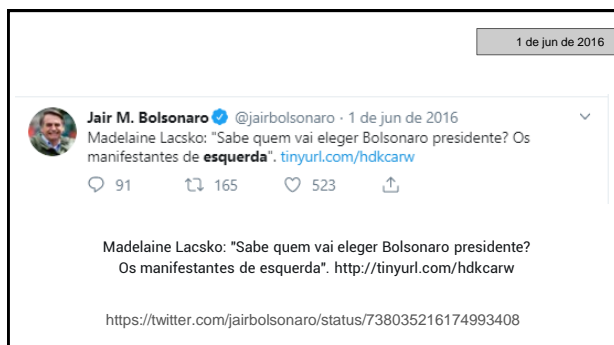 1 de jun de 2016
Jair M. Bolsonaro @jairbolsonaro · 1 de jun de 2016
Madelaine Lacsko: "Sabe quem vai eleger Bolsonaro presidente? Os
manifestantes de esquerda". tinyurl.com/hdkcarw
91 165 523
Madelaine Lacsko: "Sabe quem vai eleger Bolsonaro presidente?
Os manifestantes de esquerda". http://tinyurl.com/hdkcarw
https://twitter.com/jairbolsonaro/status/738035216174993408